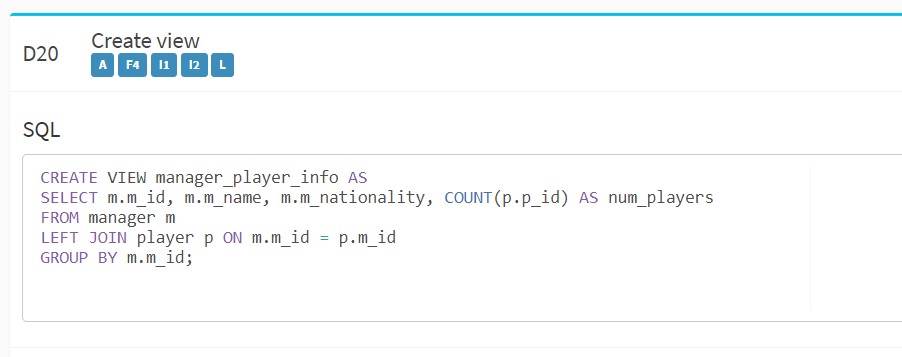 D20
Create view
A F4 I1 I2 L
SQL
CREATE VIEW manager_player_info AS
SELECT m.m_id, m.m_name, m.m_nationality, COUNT(p.p_id) AS num_players
FROM manager m
LEFT JOIN player p ON m.m_id = p.m_id
GROUP BY m.m_id;